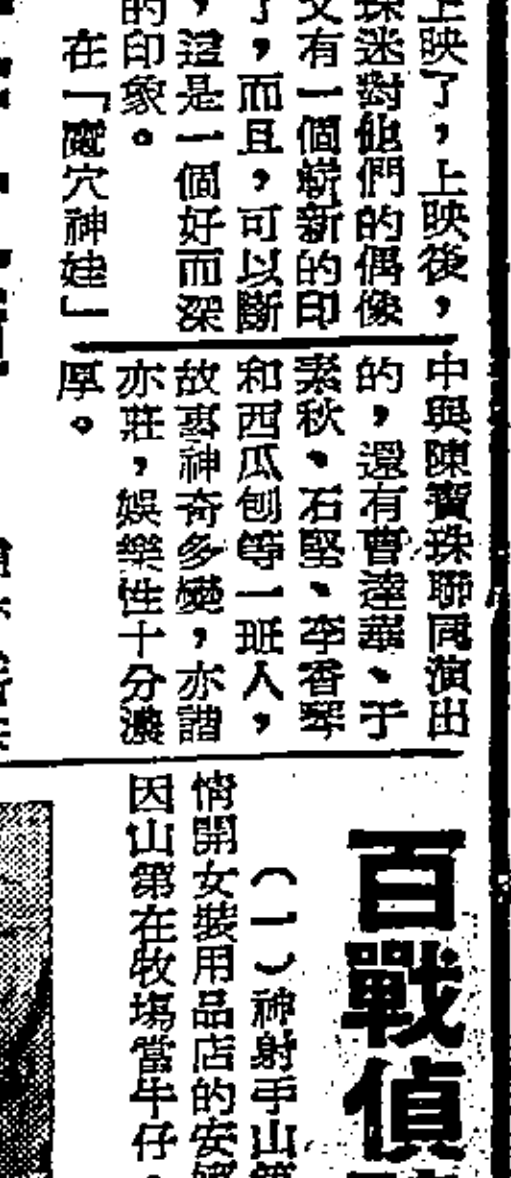 上映了，上映後，
珠迷對他們的偶像
又有一個嶄新的印
了，而且，可以斷
，這是一個好而深
的印象。
在「魔穴神娃」
中與陳寶珠聯同演出
的，還有曹達華、于
素秋、石堅、李香琴
和西瓜刨等一班人，
故事神奇多變，亦諧
亦莊，娛樂性十分濃
厚。
百戰偵
（一）神射手山第
情開女裝用品店的安
因山第在牧場當牛仔，